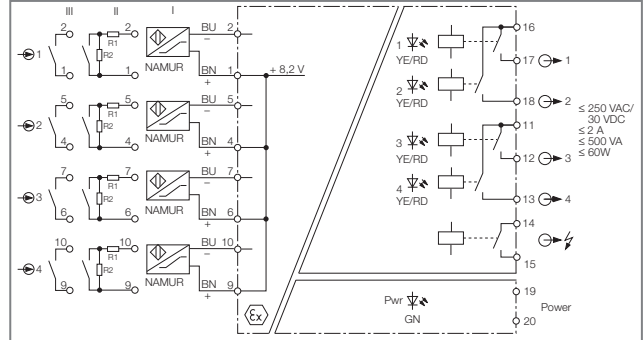 III II I
2 2 BU 2
R1
R2
–
1
1 1 BN 1
NAMUR +
+ 8,2 V
5 5 BU 5
R1
R2
–
2
4 4 BN 4
NAMUR +
7 7 BU 7
R1
R2
–
3
6 6 BN 6
NAMUR +
10 10 BU 10
R1
R2
–
4
9 9 BN 9
NAMUR +
Ex
16
1
YE/RD
17 1
2
YE/RD
18 2
≤ 250 VAC/
30 VDC
≤ 2 A
≤ 500 VA
≤ 60W
11
3
YE/RD
12 3
4
YE/RD
13 4
14
15
Pwr
GN
19
Power
20